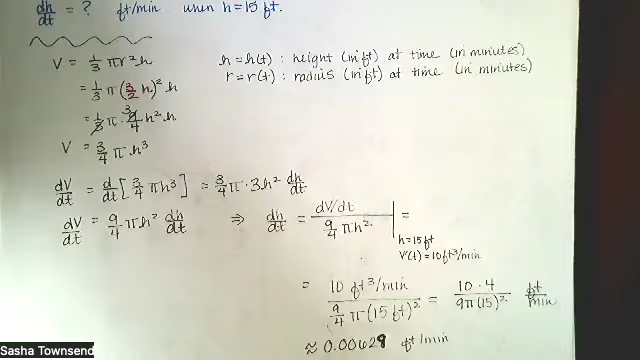 dh/dt = ? ft/min when h = 15 ft.
V = 1/3 πr²h
h = h(t) : height (in ft) at time (in minutes)
r = r(t) : radius (in ft) at time (in minutes)
= 1/3 π (3/2 h)² h
= 1/3 π · 3 9/4 h² h
V = 3/4 π h³
dV/dt = d/dt [3/4 πh³] = 3/4 π · 3h² dh/dt
dV/dt = 9/4 πh² dh/dt ⇒ dh/dt = dV/dt / 9/4 πh² | =
h = 15 ft
V'(t) = 10 ft³/min
= 10 ft³/min / 9/4 π (15 ft)² = 10 · 4 / 9π(15)² ft/min
≈ 0.00629 ft/min
Sasha Townsend